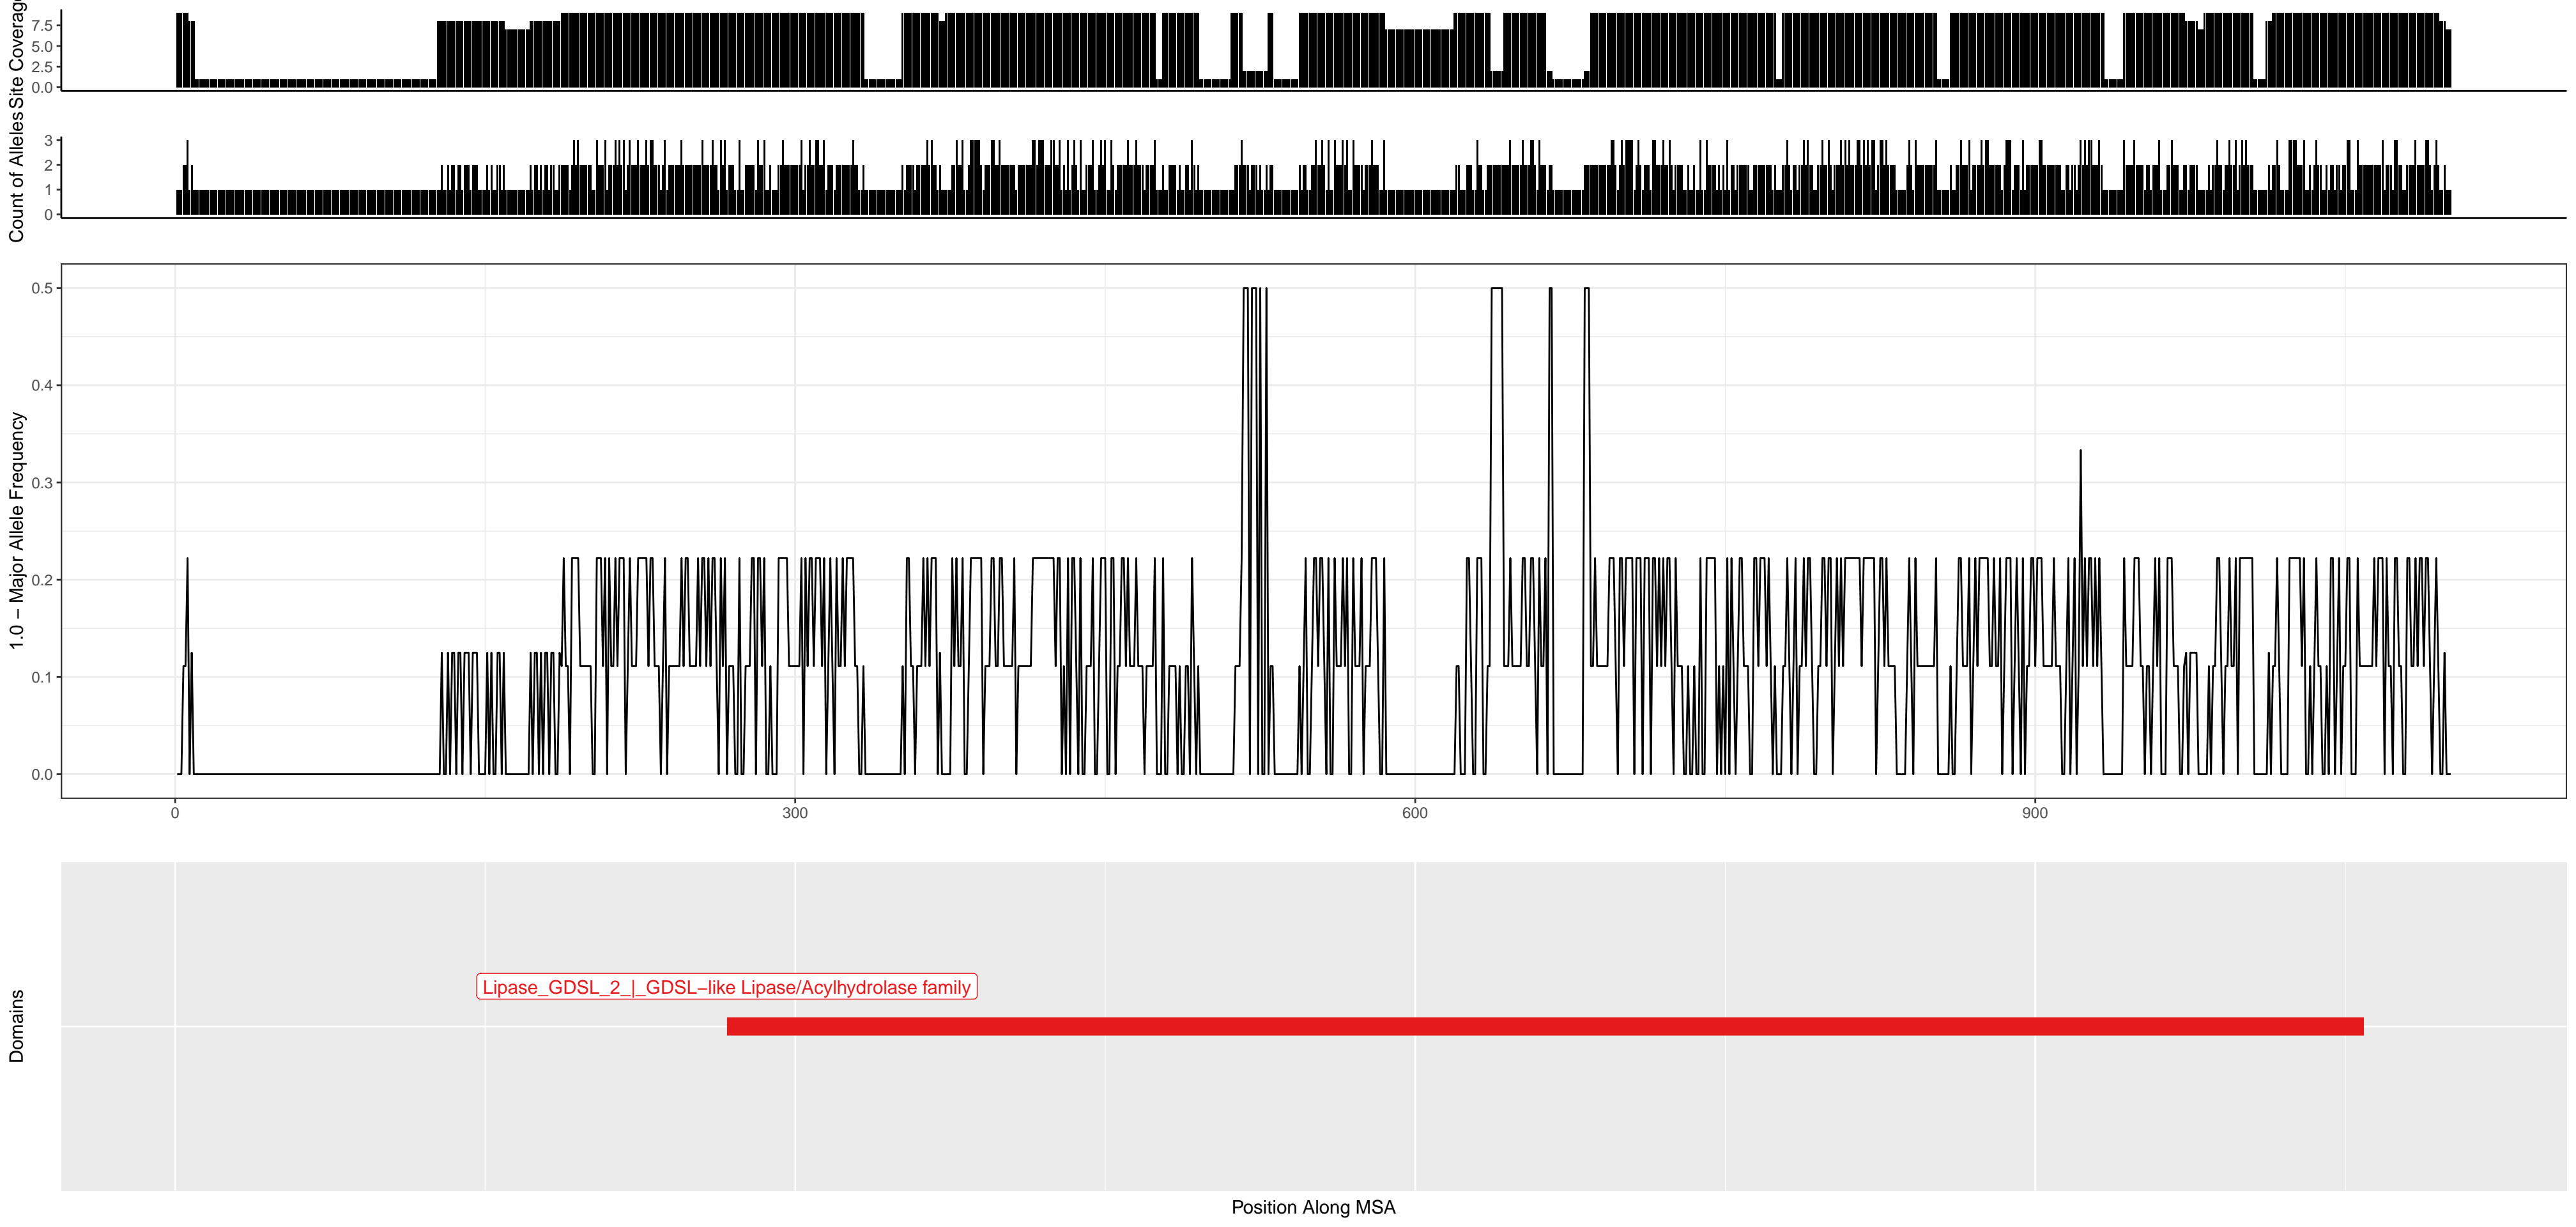 Site Coverage
7.5
5.0
2.5
0.0
Count of Alleles
3
2
1
0
1.0 − Major Allele Frequency
0.5
0.4
0.3
0.2
0.1
0.0
0 300 600 900
Domains
Lipase_GDSL_2_|_GDSL−like Lipase/Acylhydrolase family
Position Along MSA